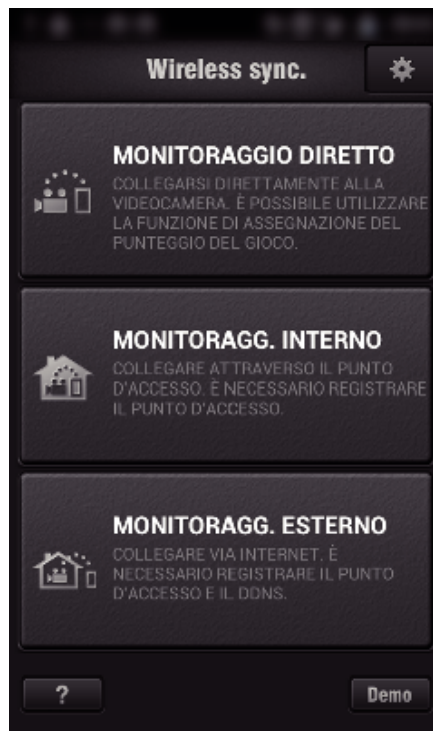 Wireless sync.
MONITORAGGIO DIRETTO
COLLEGARSI DIRETTAMENTE ALLA
VIDEOCAMERA. È POSSIBILE UTILIZZARE
LA FUNZIONE DI ASSEGNAZIONE DEL
PUNTEGGIO DEL GIOCO.
MONITORAGG. INTERNO
COLLEGARE ATTRAVERSO IL PUNTO
D'ACCESSO. È NECESSARIO REGISTRARE
IL PUNTO D'ACCESSO.
MONITORAGG. ESTERNO
COLLEGARE VIA INTERNET. È
NECESSARIO REGISTRARE IL PUNTO
D'ACCESSO E IL DDNS.
?
Demo